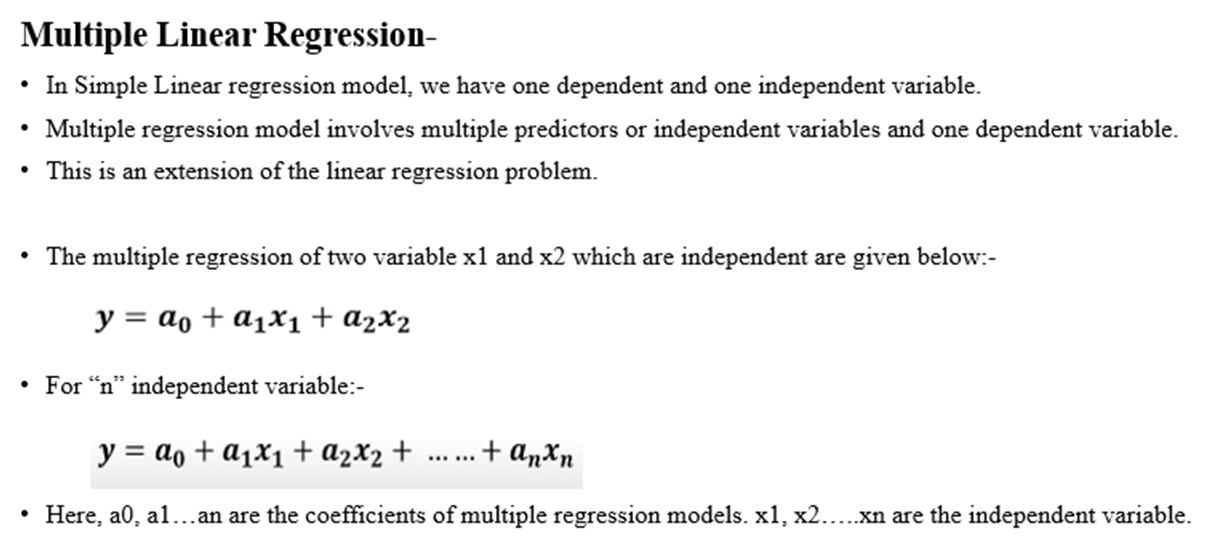 Multiple Linear Regression-
• In Simple Linear regression model, we have one dependent and one independent variable.
• Multiple regression model involves multiple predictors or independent variables and one dependent variable.
• This is an extension of the linear regression problem.
• The multiple regression of two variable x1 and x2 which are independent are given below:-
y = a₀ + a₁x₁ + a₂x₂
• For “n” independent variable:-
y = a₀ + a₁x₁ + a₂x₂ + … … + aₙxₙ
• Here, a0, a1…an are the coefficients of multiple regression models. x1, x2…..xn are the independent variable.